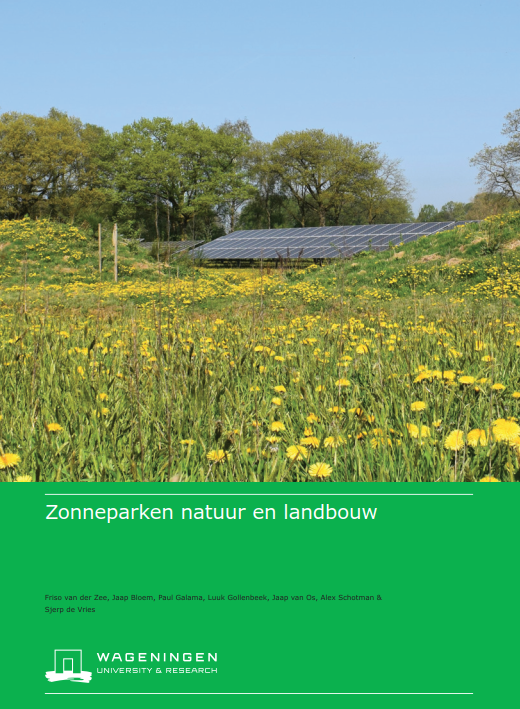 Zonneparken natuur en landbouw
Friso van der Zee, Jaap Bloem, Paul Galama, Luuk Gollenbeek, Jaap van Os, Alex Schotman &
Sjerp de Vries
WAGENINGEN
UNIVERSITY & RESEARCH